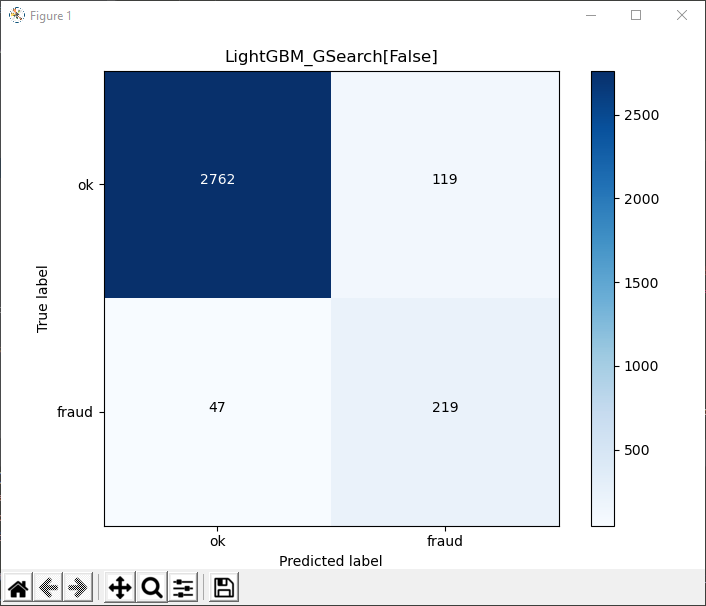 Figure 1
LightGBM_GSearch[False]
True label
ok
2762
119
fraud
47
219
ok
fraud
Predicted label
2500
2000
1500
1000
500